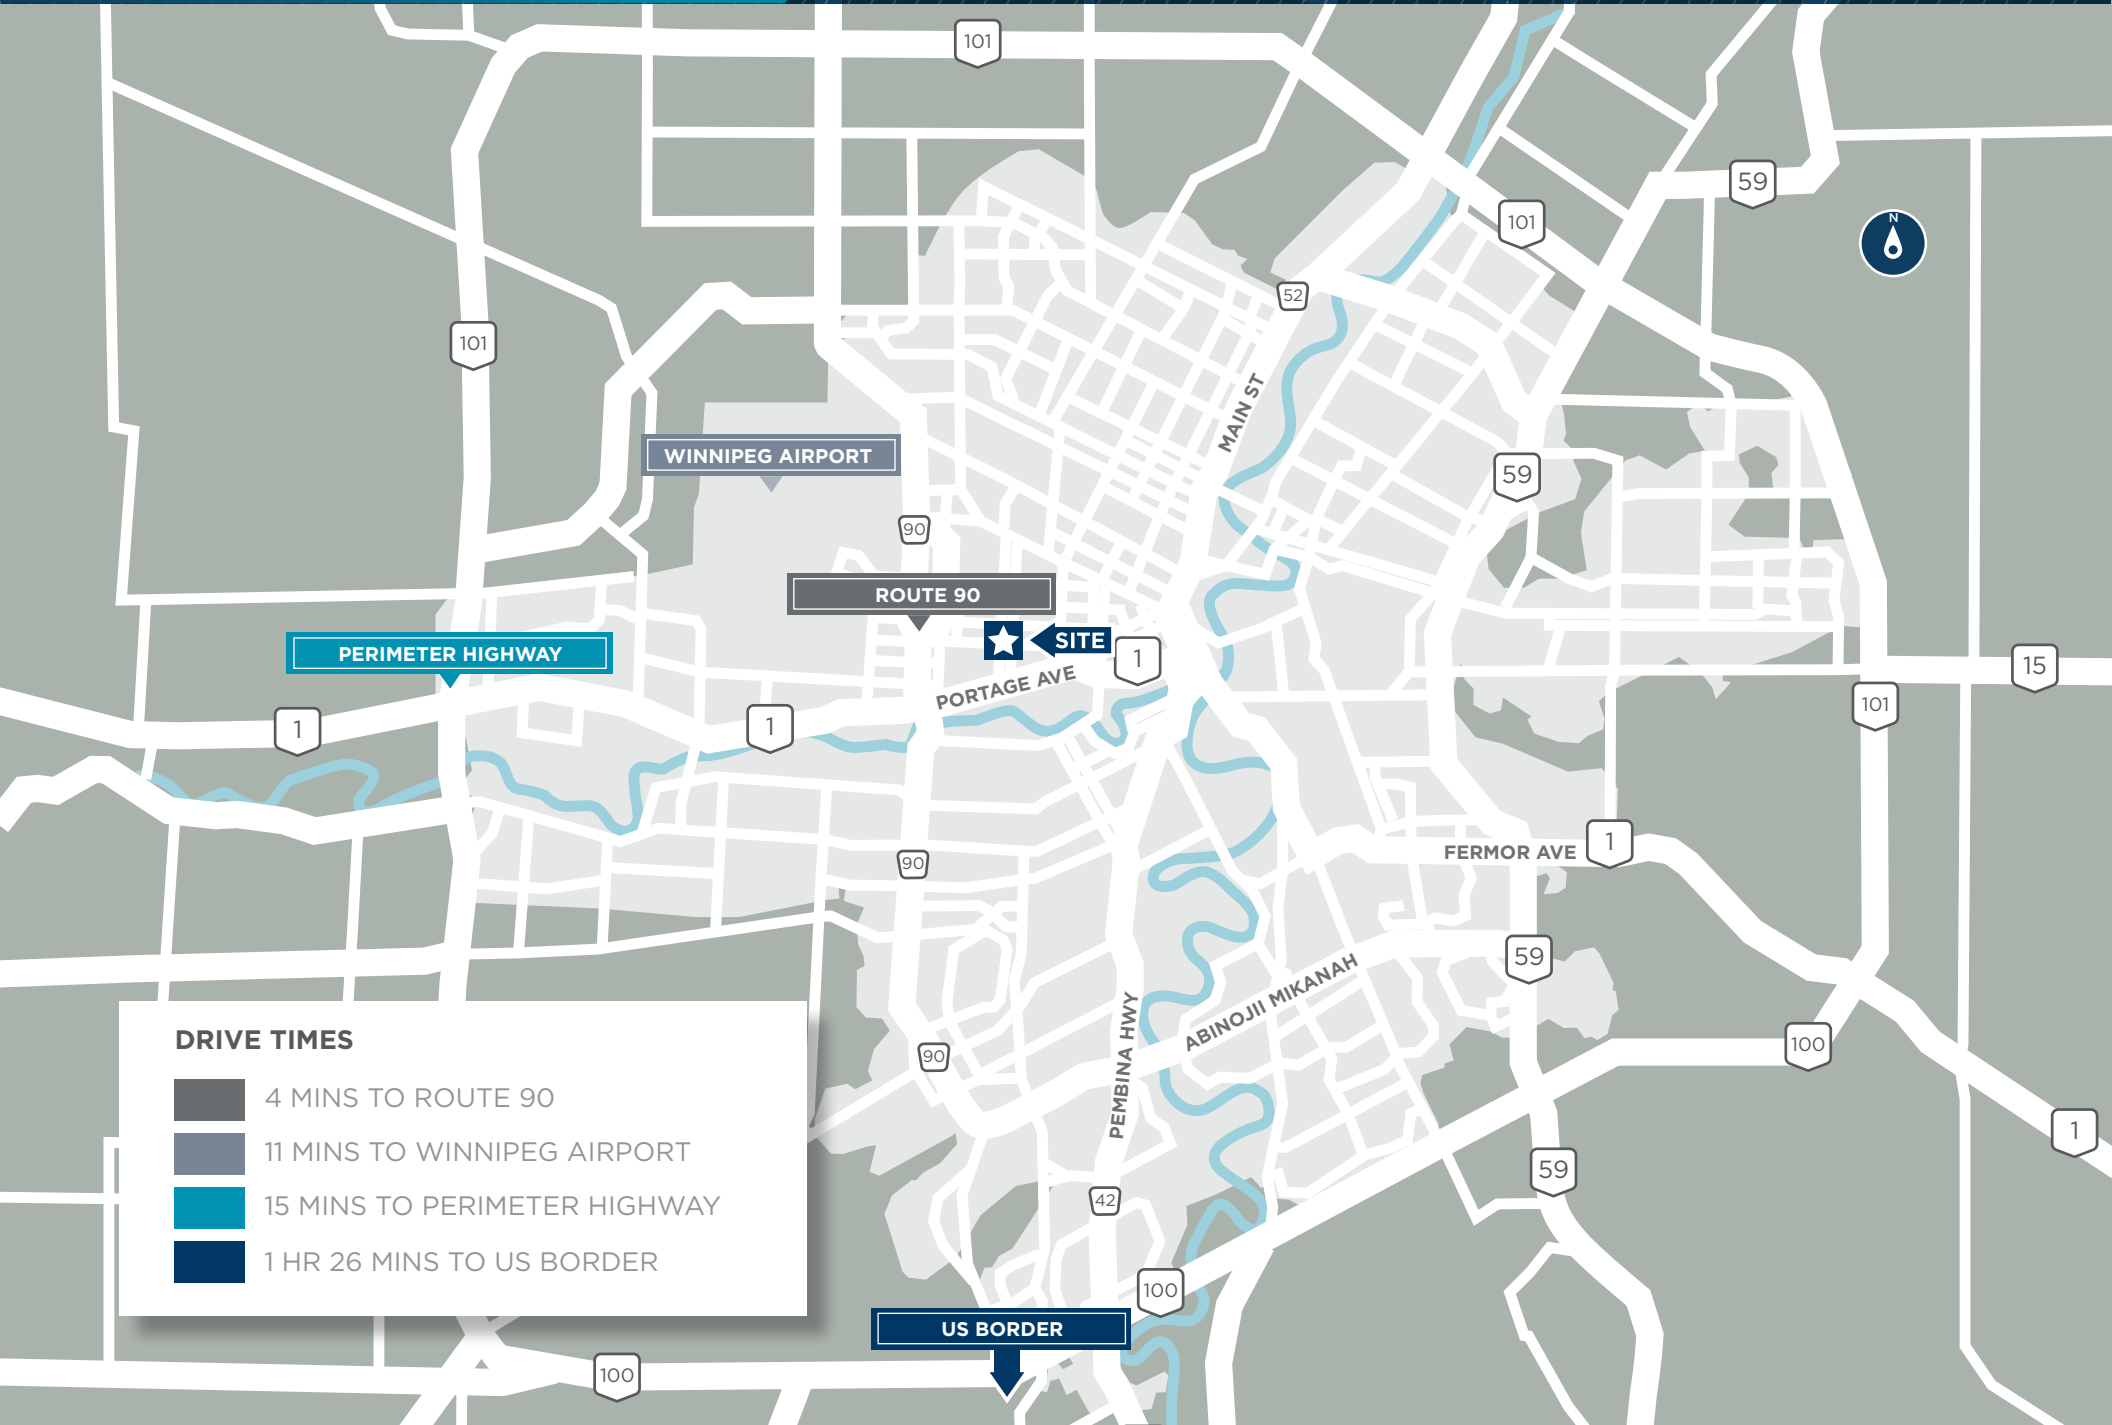 101
59
N
101
52
101
MAIN ST
WINNIPEG AIRPORT
59
90
ROUTE 90
SITE
PERIMETER HIGHWAY
1
15
PORTAGE AVE
101
1
1
FERMOR AVE
1
90
59
ABINOJII MIKANAH
PEMBINA HWY
90
100
DRIVE TIMES
4 MINS TO ROUTE 90
11 MINS TO WINNIPEG AIRPORT
15 MINS TO PERIMETER HIGHWAY
1 HR 26 MINS TO US BORDER
1
59
42
100
US BORDER
100